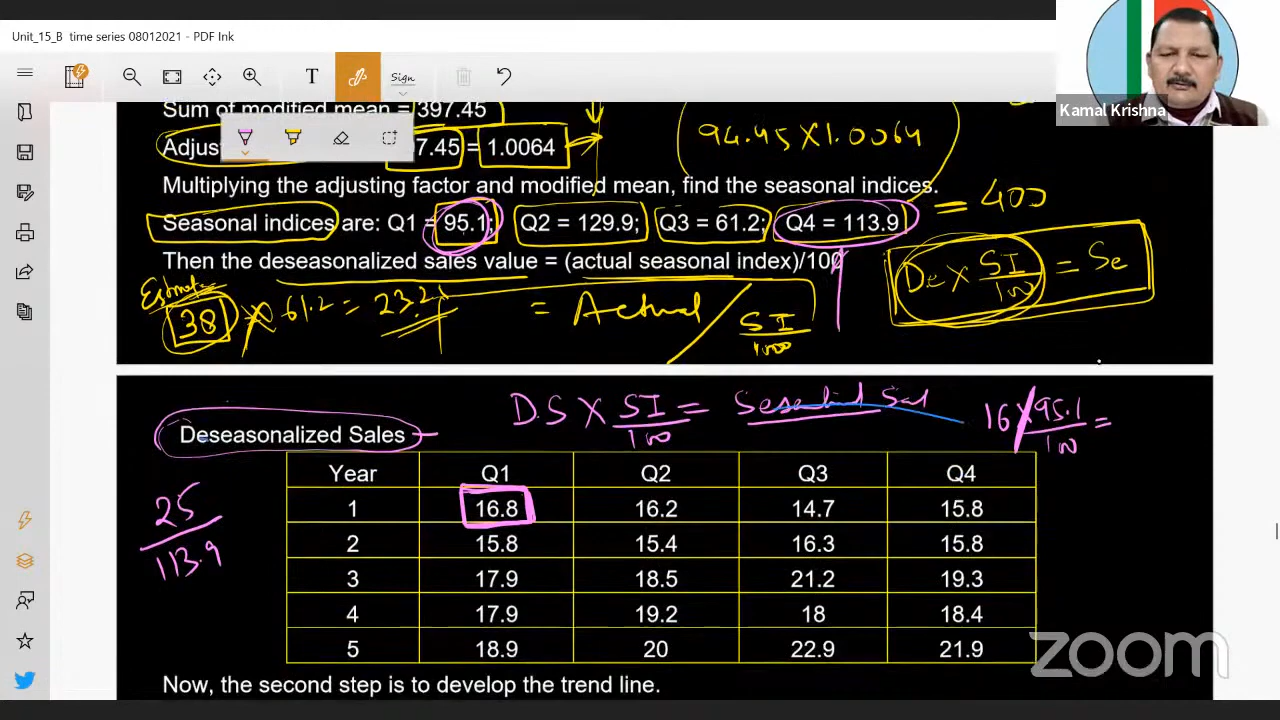 Unit_15_B time series 08012021 - PDF Ink
T Sign
Kamal Krishna
Sum of modified mean = 397.45
94.45 X 1.0064
Adjus 7.45 = 1.0064
Multiplying the adjusting factor and modified mean, find the seasonal indices.
= 400
Seasonal indices are: Q1 = 95.1; Q2 = 129.9; Q3 = 61.2; Q4 = 113.9
Then the deseasonalized sales value = (actual seasonal index)/100
De X SI/100 = Se
Estimate
38 X 61.2 = 23.2
= Actual / SI/100
D.S X SI/100 =
16 X 95.1/100 =
Deseasonalized Sales
25/113.9
Year Q1 Q2 Q3 Q4
1 16.8 16.2 14.7 15.8
2 15.8 15.4 16.3 15.8
3 17.9 18.5 21.2 19.3
4 17.9 19.2 18 18.4
5 18.9 20 22.9 21.9
zoom
Now, the second step is to develop the trend line.